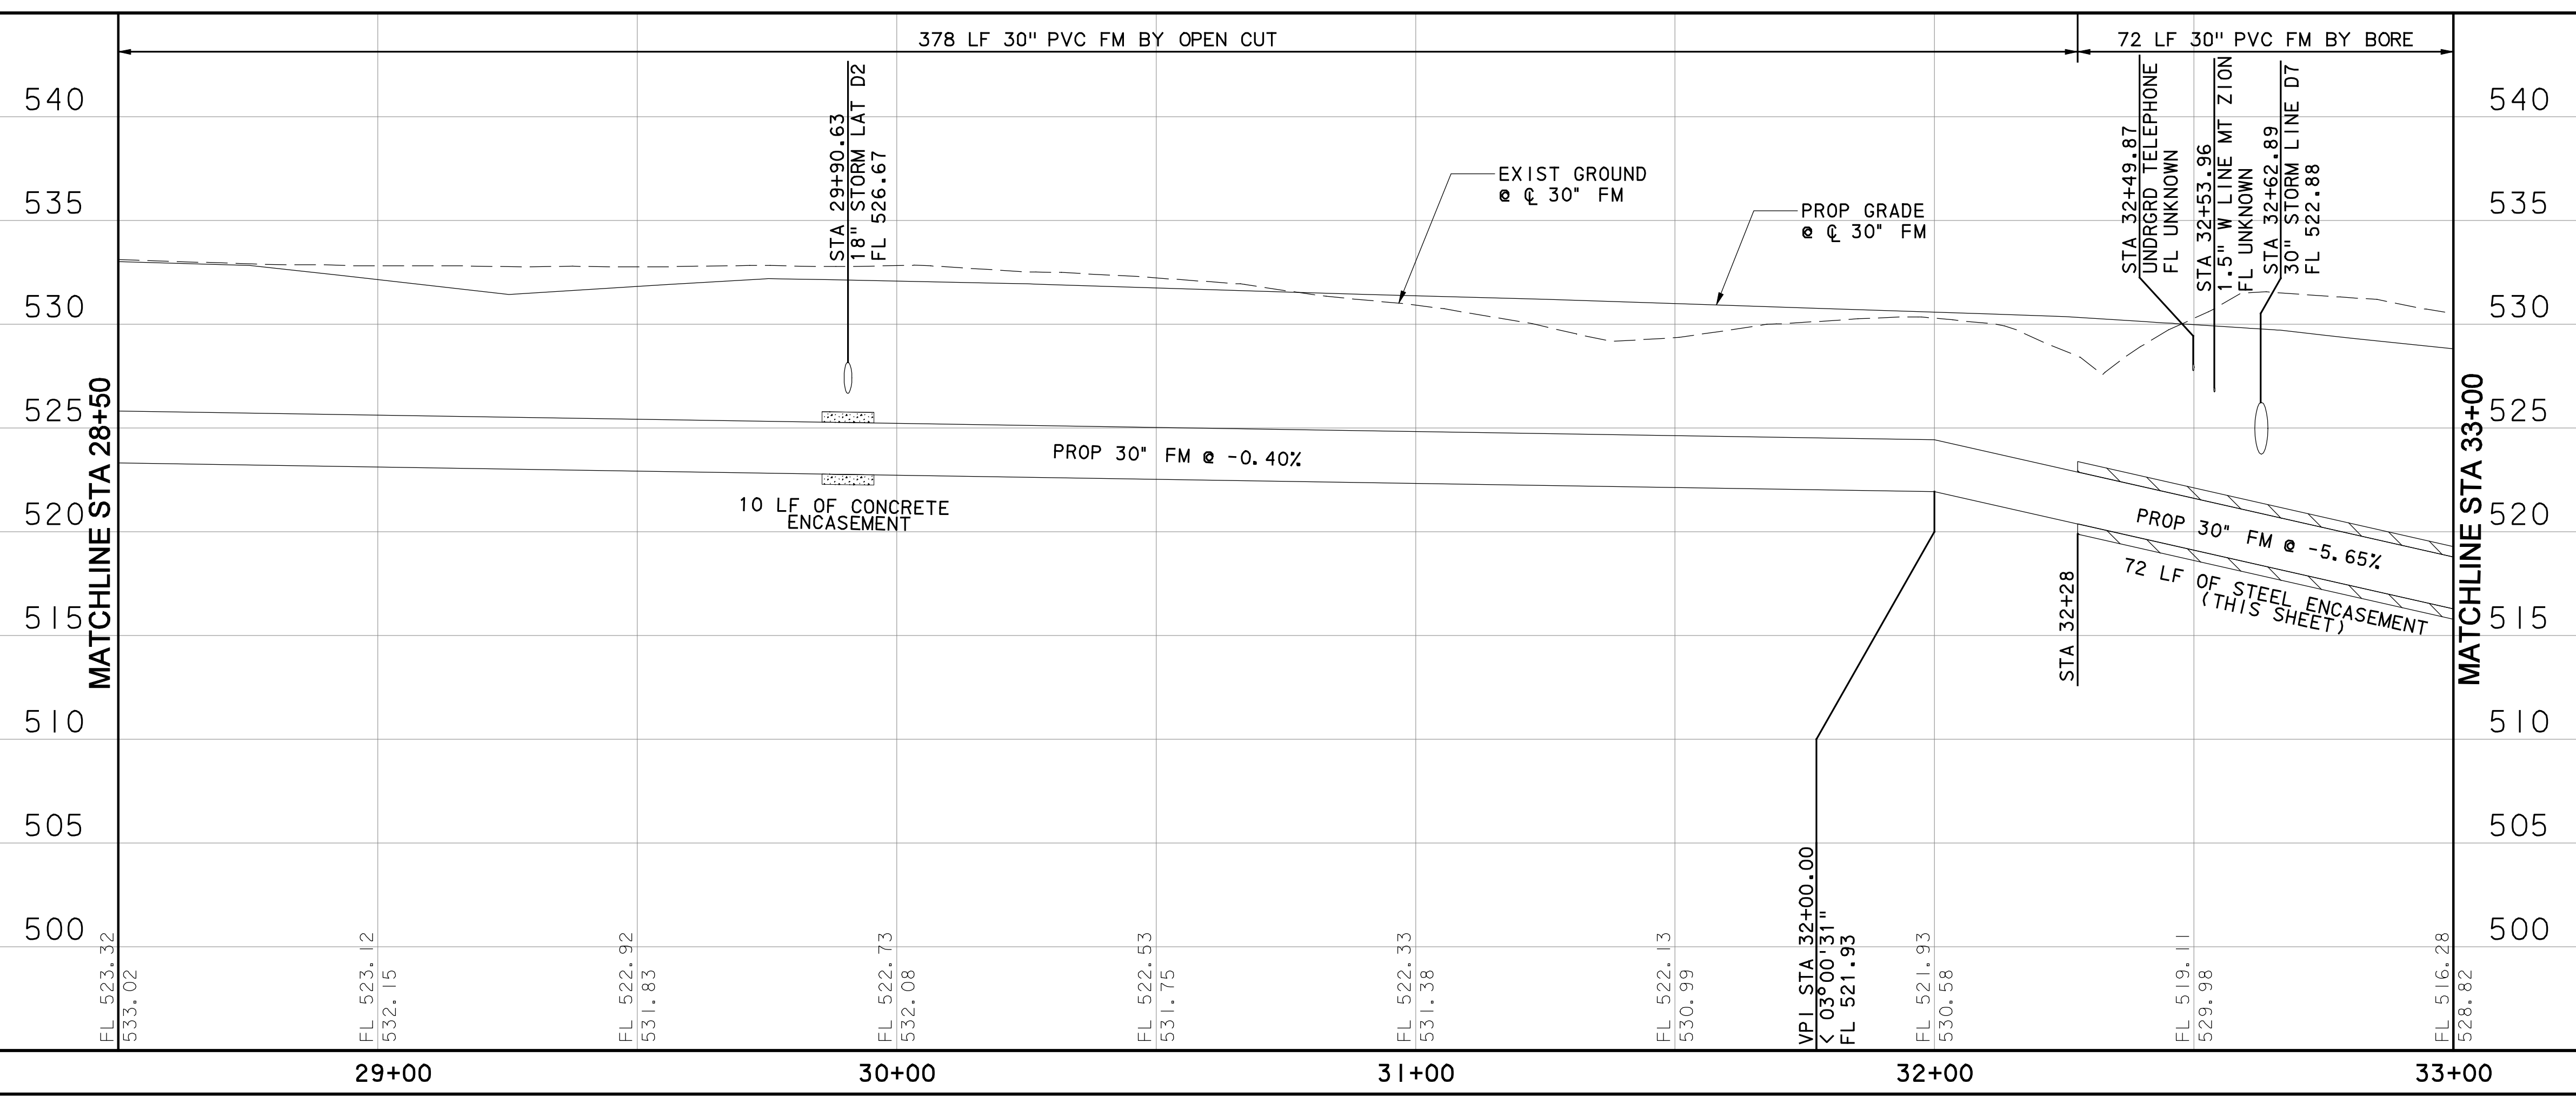 378 LF 30" PVC FM BY OPEN CUT
72 LF 30" PVC FM BY BORE
540
535
530
525
520
515
510
505
500
540
535
530
525
520
515
510
505
500
MATCHLINE STA 28+50
MATCHLINE STA 33+00
STA 29+90.63
18" STORM LAT D2
FL 526.67
EXIST GROUND
@ ℄ 30" FM
PROP GRADE
@ ℄ 30" FM
STA 32+49.87
UNDRGRD TELEPHONE
FL UNKNOWN
STA 32+53.96
1.5" W LINE MT ZION
FL UNKNOWN
STA 32+62.89
30" STORM LINE D7
FL 522.88
PROP 30" FM @ -0.40%
10 LF OF CONCRETE
ENCASEMENT
PROP 30" FM @ -5.65%
72 LF OF STEEL ENCASEMENT
(THIS SHEET)
STA 32+28
VPI STA 32+00.00
< 03°00'31"
FL 521.93
FL 523.32
533.02
FL 523.12
532.15
FL 522.92
531.83
FL 522.73
532.08
FL 522.53
531.75
FL 522.33
531.38
FL 522.13
530.99
FL 521.93
530.58
FL 519.11
529.98
FL 516.28
528.82
29+00
30+00
31+00
32+00
33+00